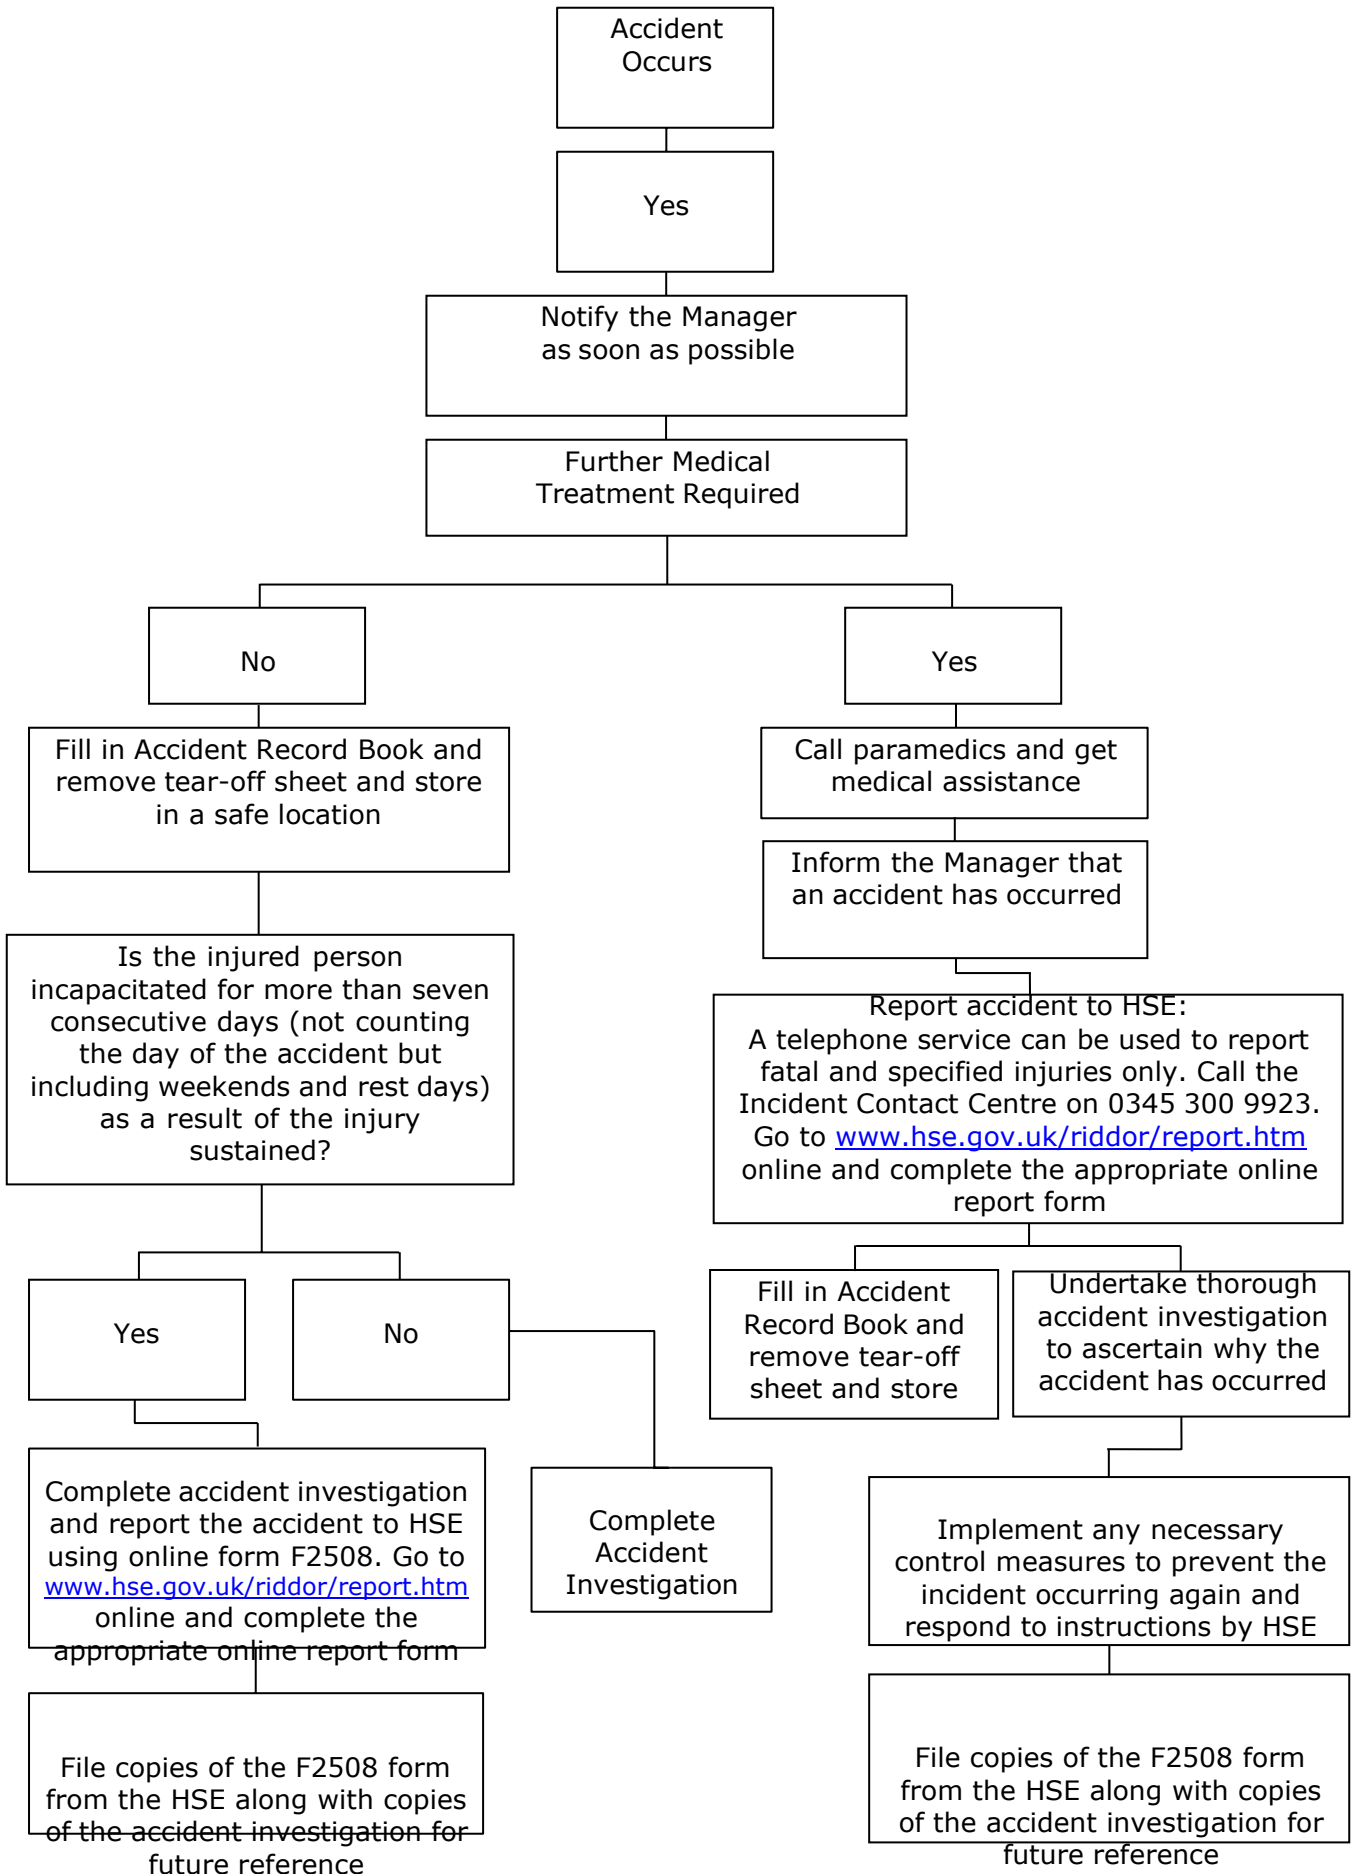 Accident
Occurs
Yes
Notify the Manager
as soon as possible
Further Medical
Treatment Required
No
Yes
Fill in Accident Record Book and
remove tear-off sheet and store
in a safe location
Call paramedics and get
medical assistance
Inform the Manager that
an accident has occurred
Is the injured person
incapacitated for more than seven
consecutive days (not counting
the day of the accident but
including weekends and rest days)
as a result of the injury
sustained?
Report accident to HSE:
A telephone service can be used to report
fatal and specified injuries only. Call the
Incident Contact Centre on 0345 300 9923.
Go to www.hse.gov.uk/riddor/report.htm
online and complete the appropriate online
report form
Yes
No
Fill in Accident
Record Book and
remove tear-off
sheet and store
Undertake thorough
accident investigation
to ascertain why the
accident has occurred
Complete accident investigation
and report the accident to HSE
using online form F2508. Go to
www.hse.gov.uk/riddor/report.htm
online and complete the
appropriate online report form
Complete
Accident
Investigation
Implement any necessary
control measures to prevent the
incident occurring again and
respond to instructions by HSE
File copies of the F2508 form
from the HSE along with copies
of the accident investigation for
future reference
File copies of the F2508 form
from the HSE along with copies
of the accident investigation for
future reference